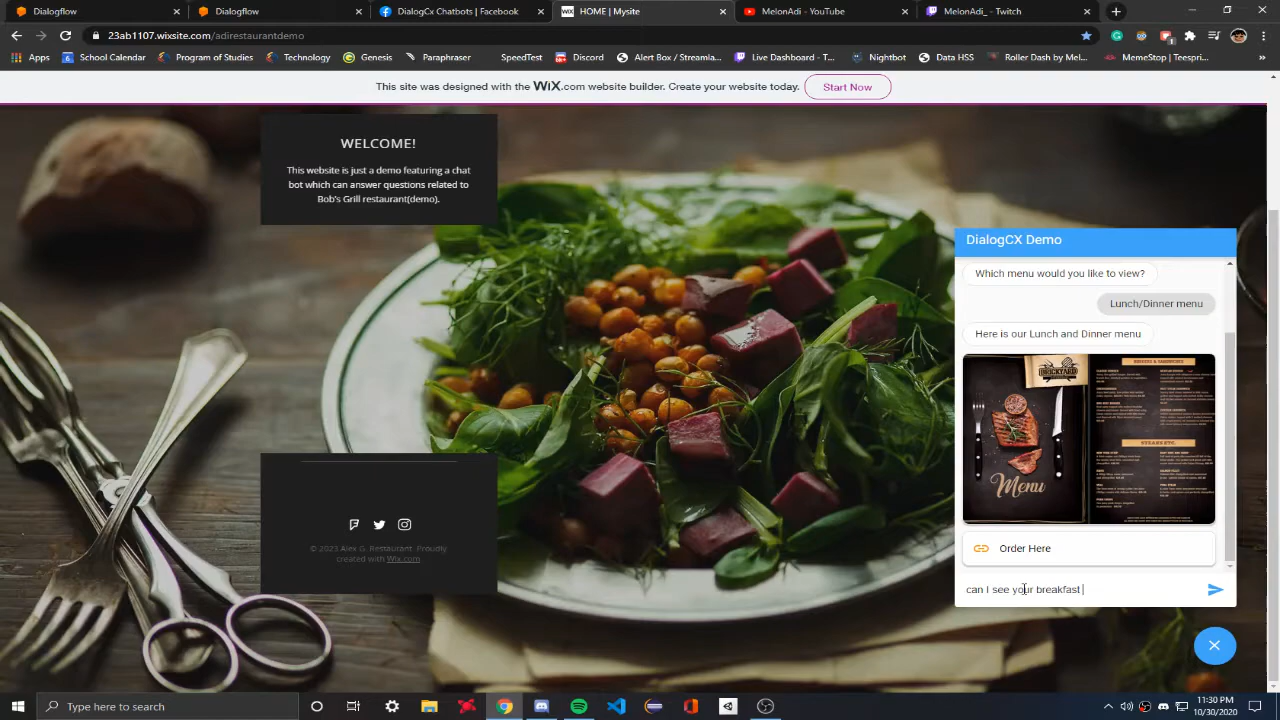 Dialogflow
Dialogflow
DialogCX Chatbots | Facebook
HOME | Mysite
MelonAdi - YouTube
MelonAdi_ - Twitch
23ab1107.wixsite.com/adirestaurantdemo
Apps
School Calendar
Program of Studies
Technology
Genesis
Paraphraser
SpeedTest
Discord
Alert Box / Streamla...
Live Dashboard - T...
Nightbot
Data HSS
Roller Dash by Mel...
MemeStop | Teespri...
This site was designed with the WiX.com website builder. Create your website today.
Start Now
WELCOME!
This website is just a demo featuring a chat
bot which can answer questions related to
Bob's Grill restaurant(demo).
© 2023 Alex G. Restaurant. Proudly
created with Wix.com
DialogCX Demo
Which menu would you like to view?
Lunch/Dinner menu
Here is our Lunch and Dinner menu
Menu
Order Here
can I see your breakfast
Type here to search
11:30 PM
10/30/2020